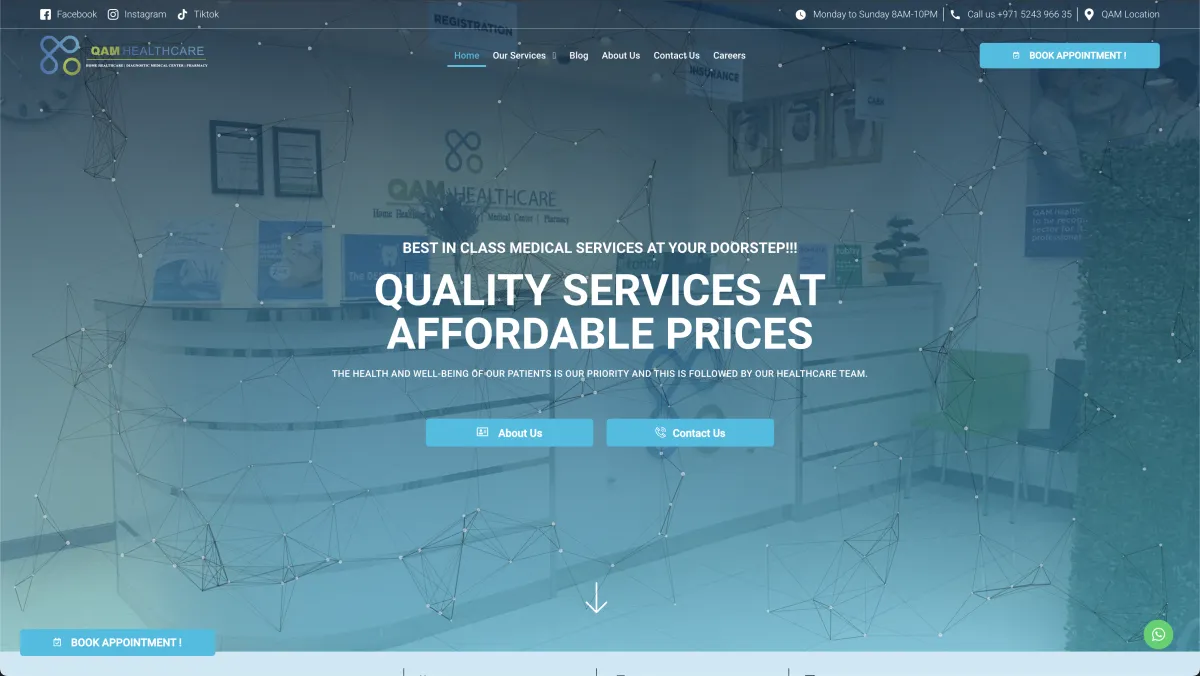 Facebook
Instagram
Tiktok
Monday to Sunday 8AM-10PM
Call us +971 5243 966 35
QAM Location
REGISTRATION
QAM HEALTHCARE
HOME HEALTHCARE | DIAGNOSTIC MEDICAL CENTER | PHARMACY
Home
Our Services
Blog
About Us
Contact Us
Careers
BOOK APPOINTMENT !
INSURANCE
QAM HEALTHCARE
Medical Center | Pharmacy
BEST IN CLASS MEDICAL SERVICES AT YOUR DOORSTEP!!!
QUALITY SERVICES AT
AFFORDABLE PRICES
THE HEALTH AND WELL-BEING OF OUR PATIENTS IS OUR PRIORITY AND THIS IS FOLLOWED BY OUR HEALTHCARE TEAM.
About Us
Contact Us
BOOK APPOINTMENT !